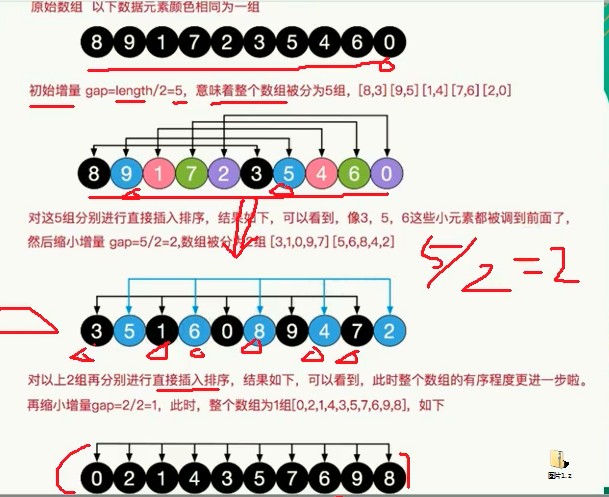 原始数组 以下数据元素颜色相同为一组
8 9 1 7 2 3 5 4 6 0
初始增量 gap=length/2=5，意味着整个数组被分为5组，[8,3] [9,5] [1,4] [7,6] [2,0]
8 9 1 7 2 3 5 4 6 0
对这5组分别进行直接插入排序，结果如下，可以看到，像3，5，6这些小元素都被调到前面了，
然后缩小增量 gap=5/2=2,数组被分为2组 [3,1,0,9,7] [5,6,8,4,2]
5/2=2
3 5 1 6 0 8 9 4 7 2
对以上2组再分别进行直接插入排序，结果如下，可以看到，此时整个数组的有序程度更进一步啦。
再缩小增量gap=2/2=1，此时，整个数组为1组[0,2,1,4,3,5,7,6,9,8]，如下
0 2 1 4 3 5 7 6 9 8
图片1.z